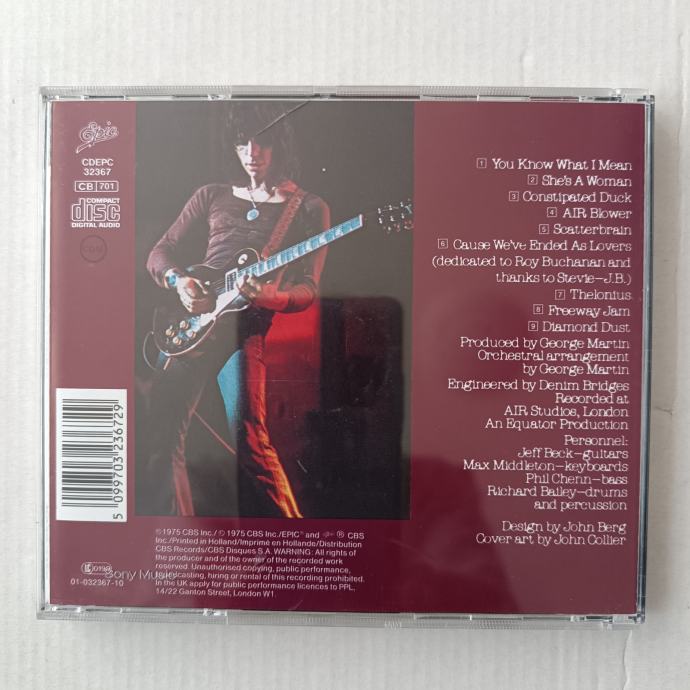 Epic
CDEPC
32367
CB 701
COMPACT
disc
DIGITAL AUDIO
1 You Know What I Mean
2 She's A Woman
3 Constipated Duck
4 AIR Blower
5 Scatterbrain
6 Cause We've Ended As Lovers
(dedicated to Roy Buchanan and
thanks to Stevie—J.B.)
7 Thelonius
8 Freeway Jam
9 Diamond Dust
Produced by George Martin
Orchestral arrangement
by George Martin
Engineered by Denim Bridges
Recorded at
AIR Studios, London
An Equator Production
Personnel:
Jeff Beck—guitars
Max Middleton—keyboards
Phil Chenn—bass
Richard Bailey—drums
and percussion
Design by John Berg
Cover art by John Collier
5 099703 236729
©1975 CBS Inc./ ℗ 1975 CBS Inc./EPIC and ® CBS
Inc./Printed in Holland/Imprimé en Hollande/Distribution
CBS Records/CBS Disques S.A. WARNING: All rights of
the producer and of the owner of the recorded work
reserved. Unauthorised copying, public performance,
broadcasting, hiring or rental of this recording prohibited.
In the UK apply for public performance licences to PPL,
14/22 Ganton Street, London W1.
01-032367-10
Sony Music